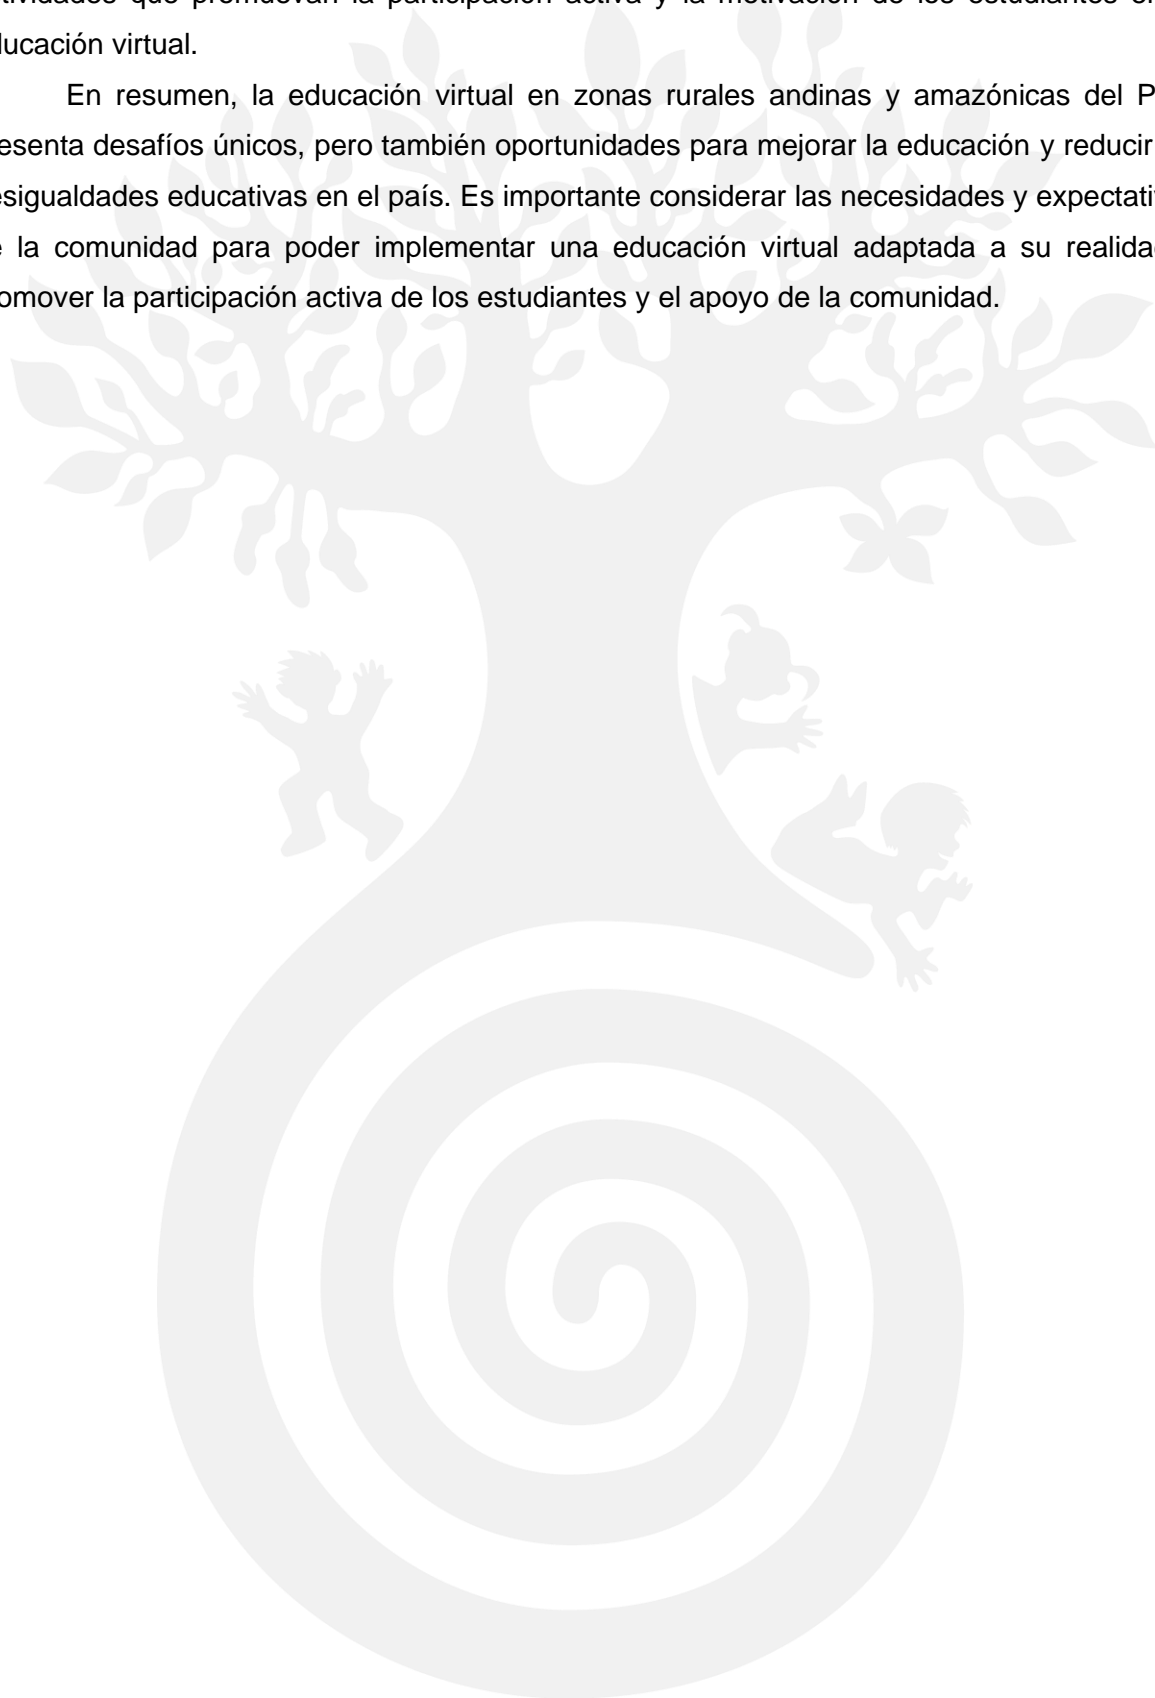 tividades que promuevan la participación activa y la motivación de los estudiantes en
ducación virtual.
En resumen, la educación virtual en zonas rurales andinas y amazónicas del P
esenta desafíos únicos, pero también oportunidades para mejorar la educación y reducir
esigualdades educativas en el país. Es importante considerar las necesidades y expectativ
e la comunidad para poder implementar una educación virtual adaptada a su realidad
omover la participación activa de los estudiantes y el apoyo de la comunidad.